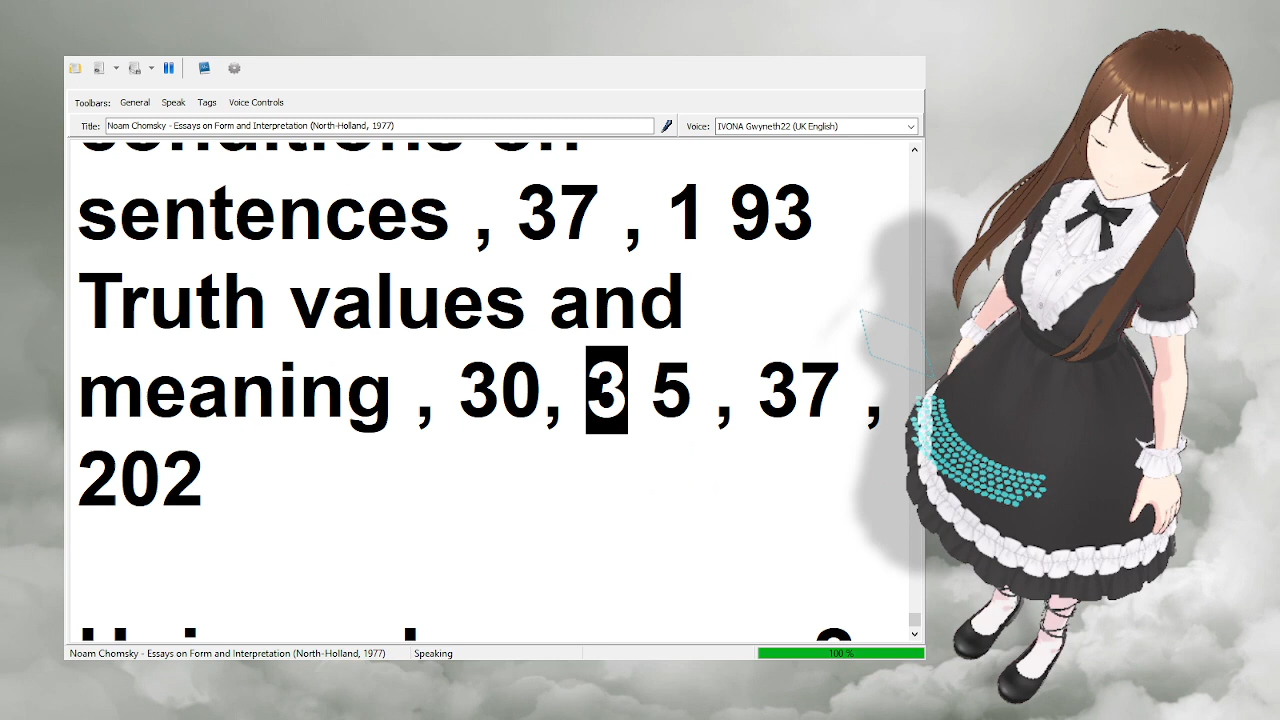 Toolbars: General Speak Tags Voice Controls
Title: Noam Chomsky - Essays on Form and Interpretation (North-Holland, 1977) Voice: IVONA Gwyneth22 (UK English)
conditions on
sentences , 37 , 1 93
Truth values and
meaning , 30, 3 5 , 37 ,
202
Noam Chomsky - Essays on Form and Interpretation (North-Holland, 1977) Speaking 100 %